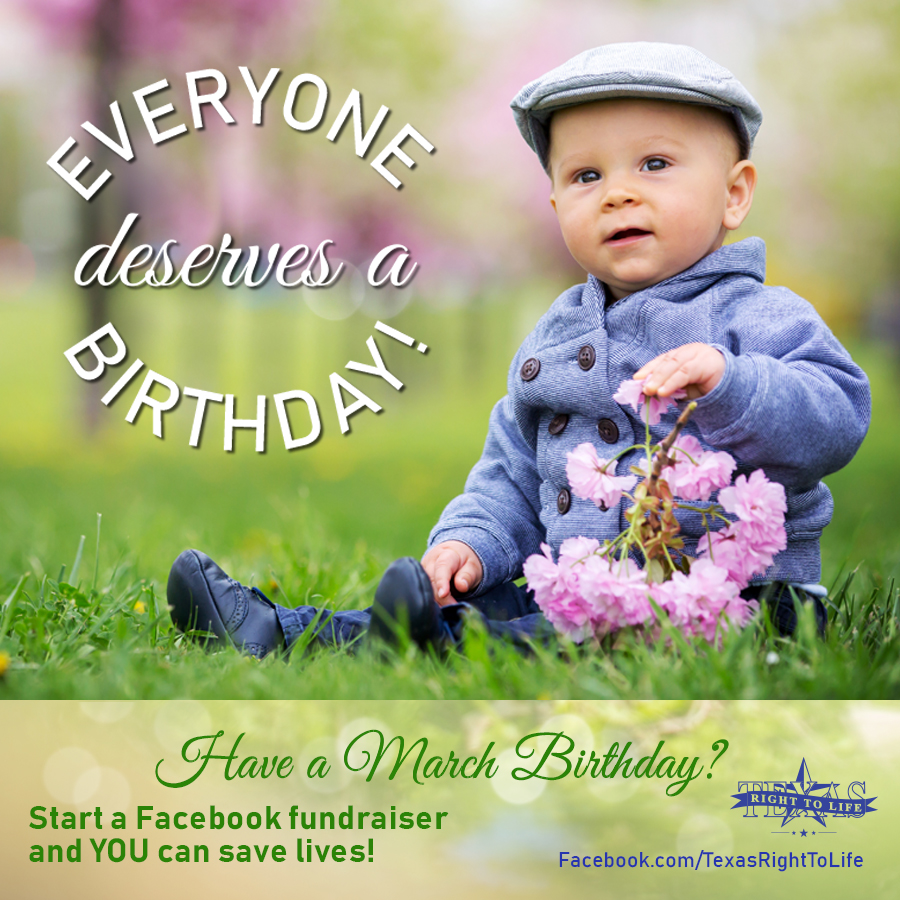 EVERYONE
deserves a
BIRTHDAY!
Have a March Birthday?
Start a Facebook fundraiser
and YOU can save lives!
TEXAS
RIGHT TO LIFE
Facebook.com/TexasRightToLife